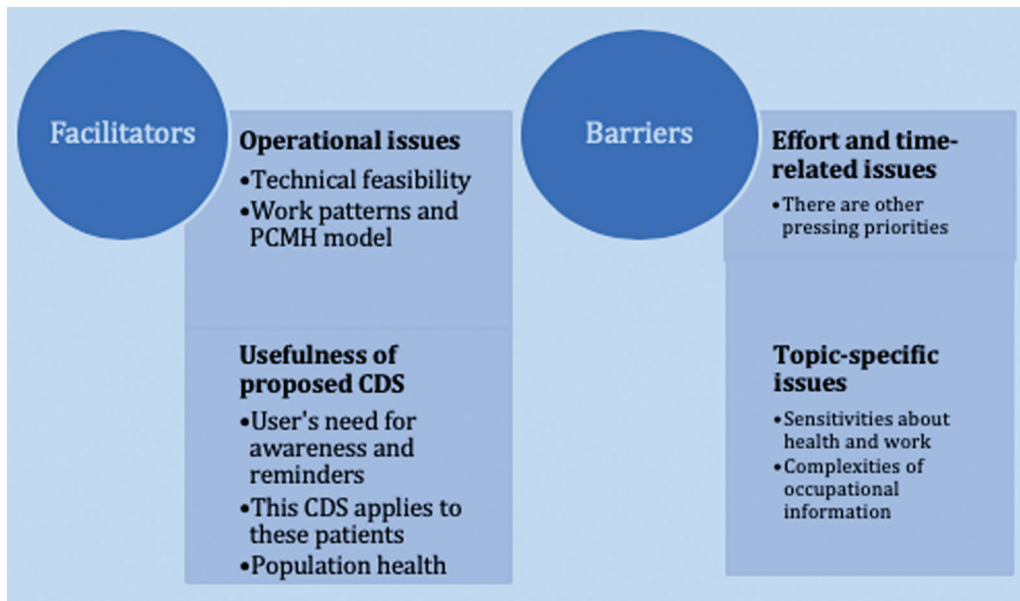 Facilitators
Operational issues
•Technical feasibility
•Work patterns and
PCMH model
Usefulness of
proposed CDS
•User's need for
awareness and
reminders
•This CDS applies to
these patients
•Population health
Barriers
Effort and time-
related issues
•There are other
pressing priorities
Topic-specific
issues
•Sensitivities about
health and work
•Complexities of
occupational
information